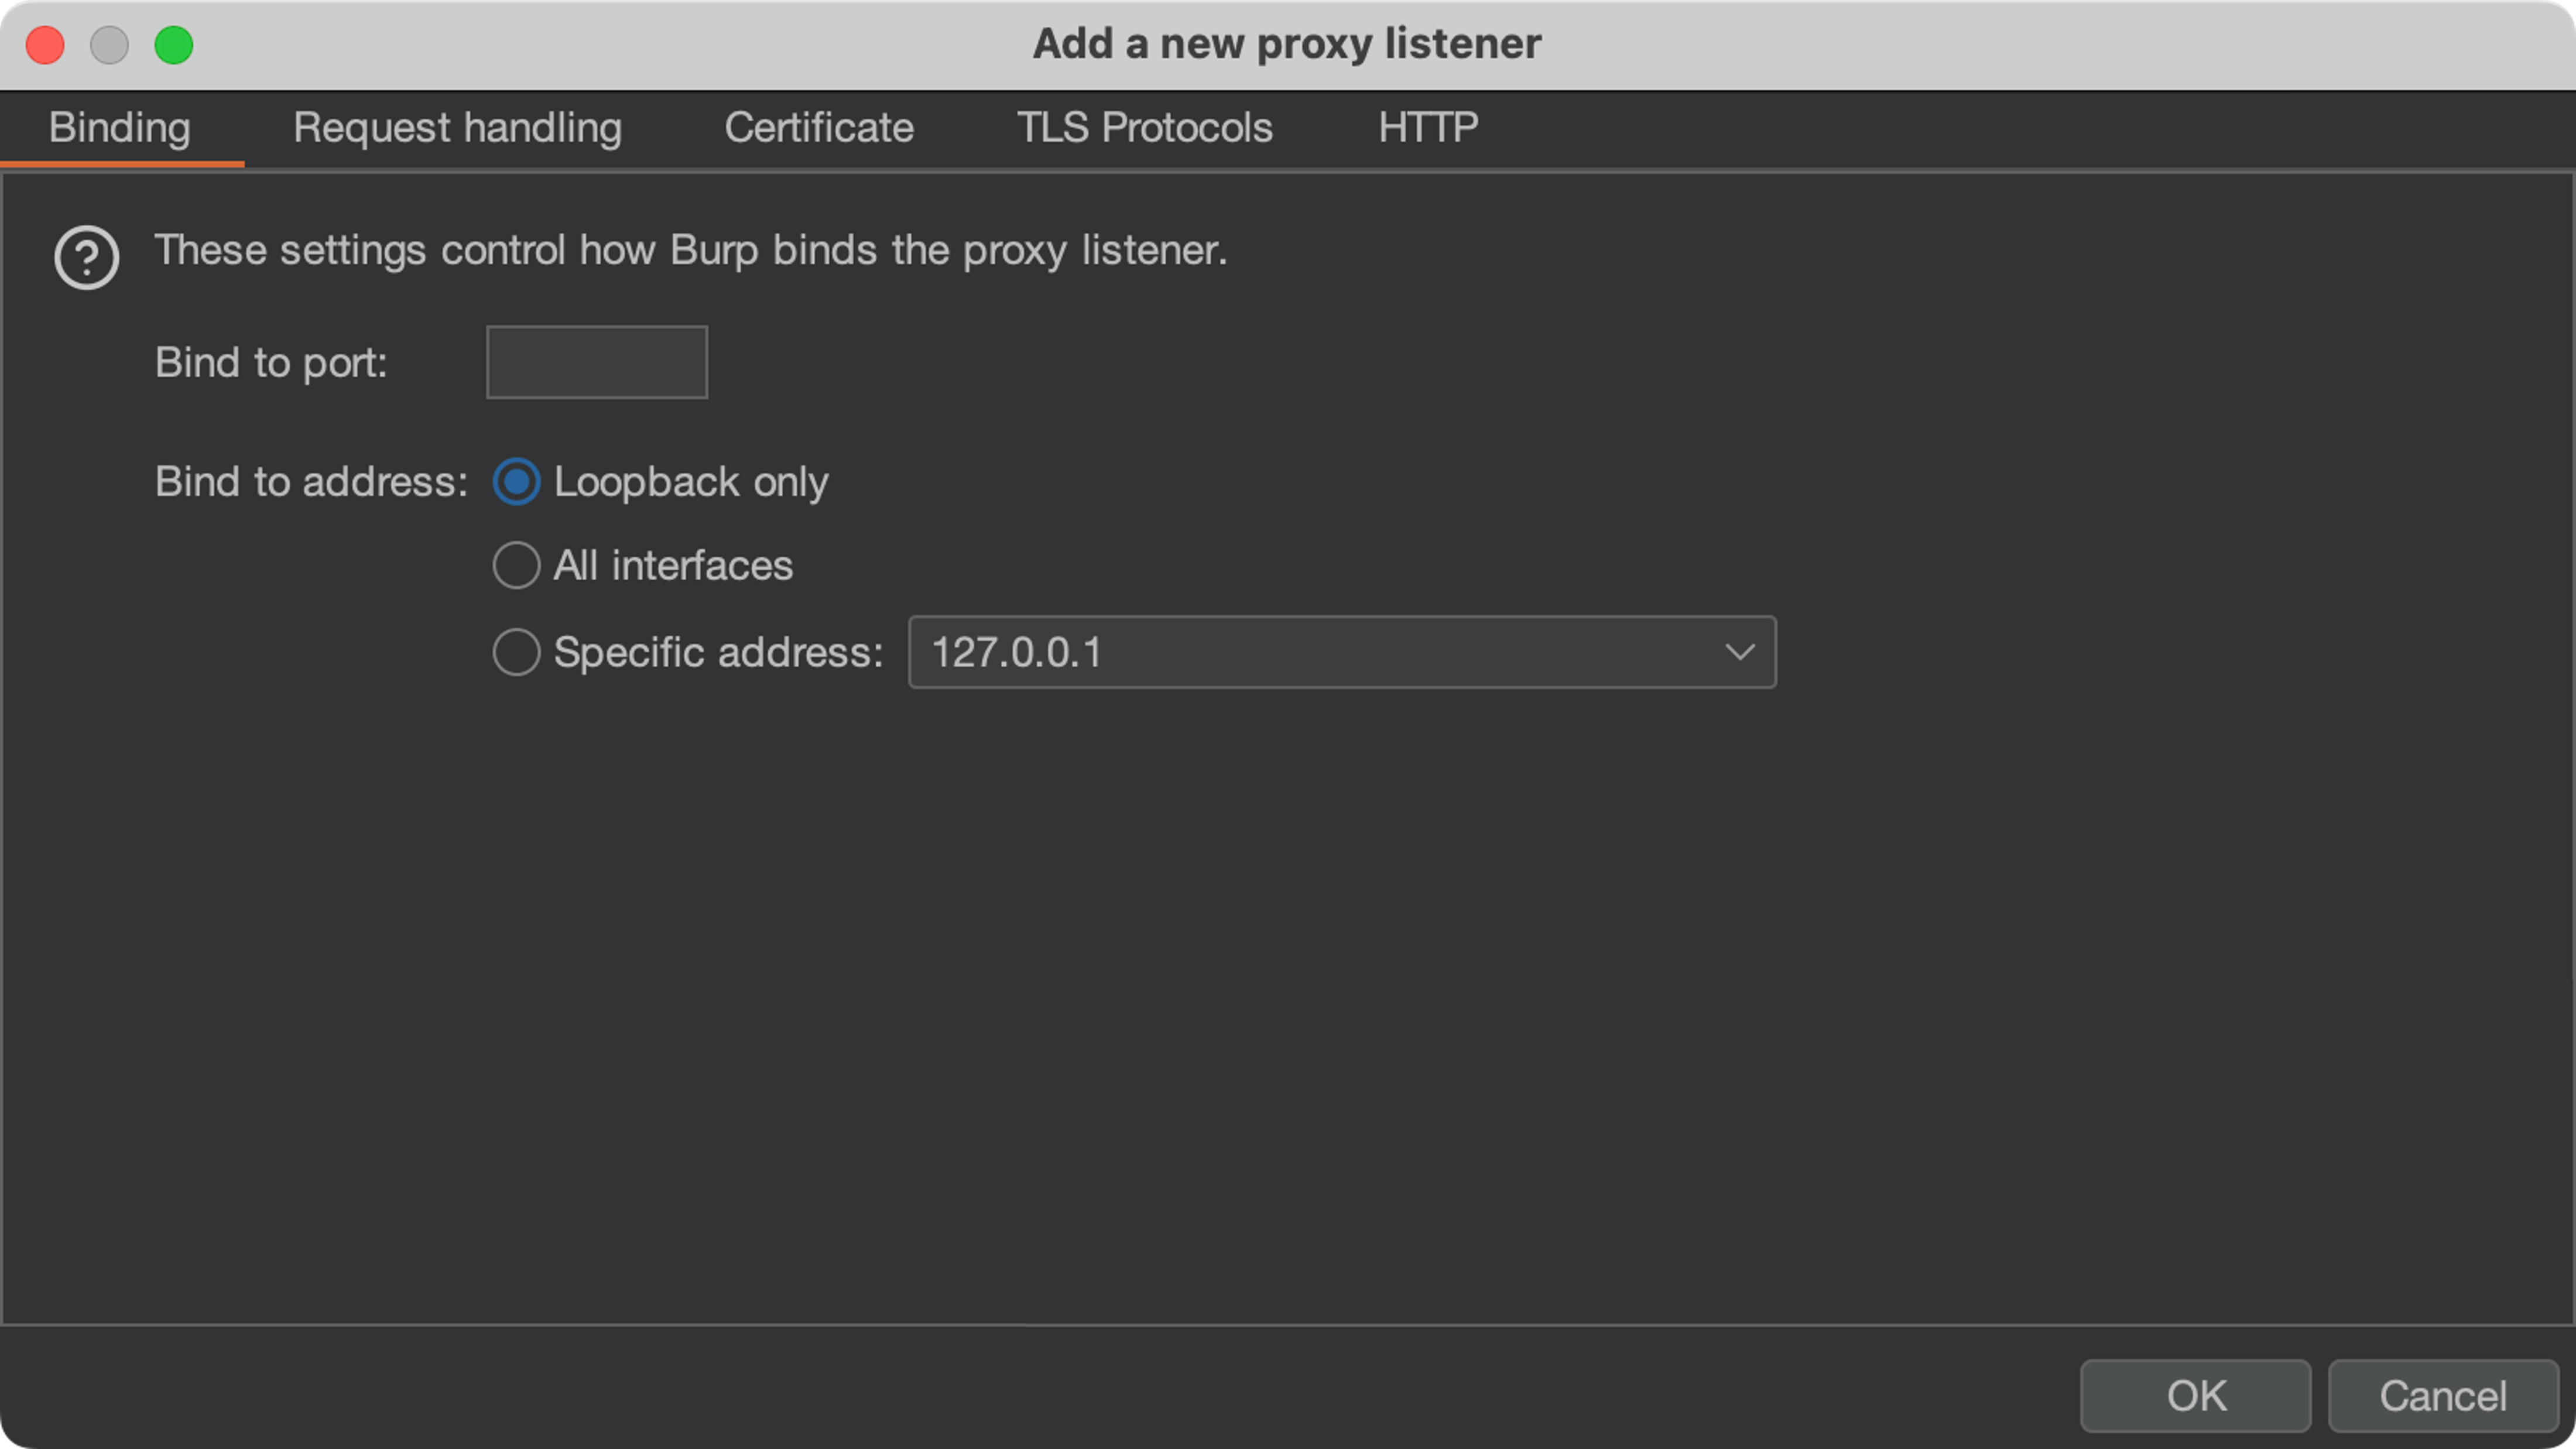 Add a new proxy listener
Binding Request handling Certificate TLS Protocols HTTP
These settings control how Burp binds the proxy listener.
Bind to port:
Bind to address: Loopback only
All interfaces
Specific address: 127.0.0.1
OK Cancel